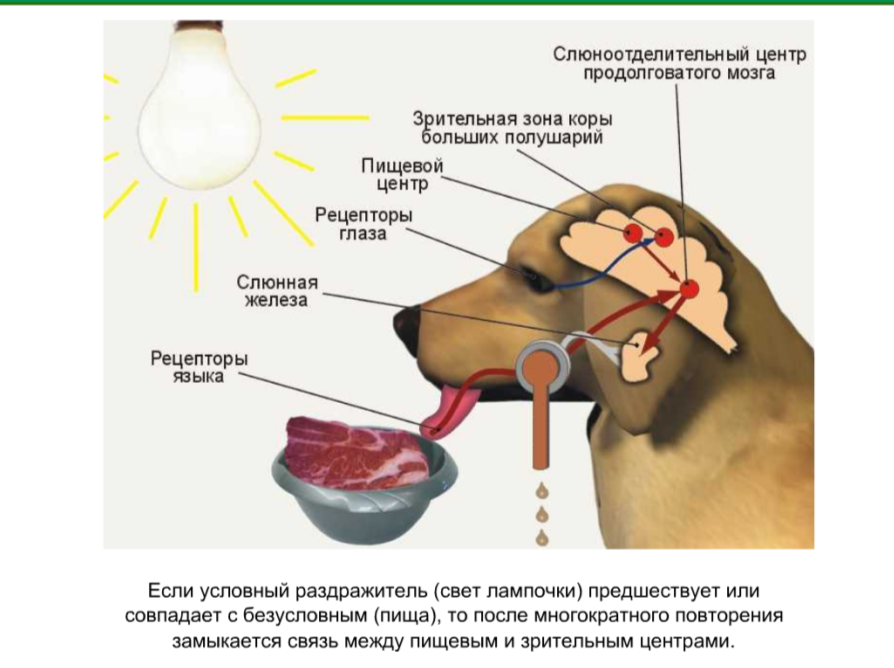 Слюноотделительный центр
продолговатого мозга
Зрительная зона коры
больших полушарий
Пищевой
центр
Рецепторы
глаза
Слюнная
железа
Рецепторы
языка
Если условный раздражитель (свет лампочки) предшествует или
совпадает с безусловным (пища), то после многократного повторения
замыкается связь между пищевым и зрительным центрами.